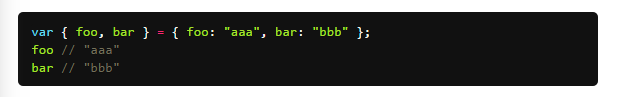 var { foo, bar } = { foo: "aaa", bar: "bbb" };
foo // "aaa"
bar // "bbb"